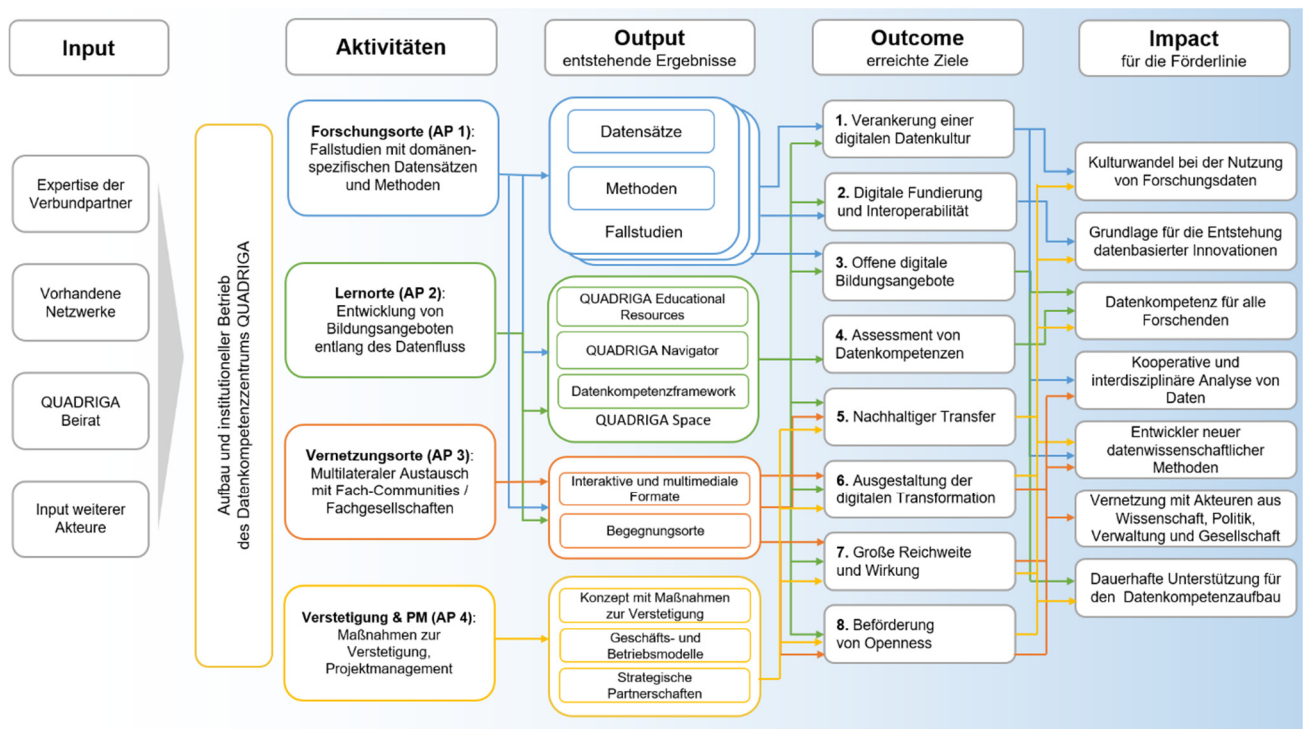 Input
Expertise der
Verbundpartner
Vorhandene
Netzwerke
QUADRIGA
Beirat
Input weiterer
Akteure
Aufbau und institutioneller Betrieb
des Datenkompetenzzentrums QUADRIGA
Aktivitäten
Forschungsorte (AP 1):
Fallstudien mit domänen-
spezifischen Datensätzen
und Methoden
Lernorte (AP 2):
Entwicklung von
Bildungsangeboten
entlang des Datenfluss
Vernetzungsorte (AP 3):
Multilateraler Austausch
mit Fach-Communities /
Fachgesellschaften
Verstetigung & PM (AP 4):
Maßnahmen zur
Verstetigung,
Projektmanagement
Output
entstehende Ergebnisse
Datensätze
Methoden
Fallstudien
QUADRIGA Educational
Resources
QUADRIGA Navigator
Datenkompetenzframework
QUADRIGA Space
Interaktive und multimediale
Formate
Begegnungsorte
Konzept mit Maßnahmen
zur Verstetigung
Geschäfts- und
Betriebsmodelle
Strategische
Partnerschaften
Outcome
erreichte Ziele
1. Verankerung einer
digitalen Datenkultur
2. Digitale Fundierung
und Interoperabilität
3. Offene digitale
Bildungsangebote
4. Assessment von
Datenkompetenzen
5. Nachhaltiger Transfer
6. Ausgestaltung der
digitalen Transformation
7. Große Reichweite
und Wirkung
8. Beförderung
von Openness
Impact
für die Förderlinie
Kulturwandel bei der Nutzung
von Forschungsdaten
Grundlage für die Entstehung
datenbasierter Innovationen
Datenkompetenz für alle
Forschenden
Kooperative und
interdisziplinäre Analyse von
Daten
Entwickler neuer
datenwissenschaftlicher
Methoden
Vernetzung mit Akteuren aus
Wissenschaft, Politik,
Verwaltung und Gesellschaft
Dauerhafte Unterstützung für
den Datenkompetenzaufbau